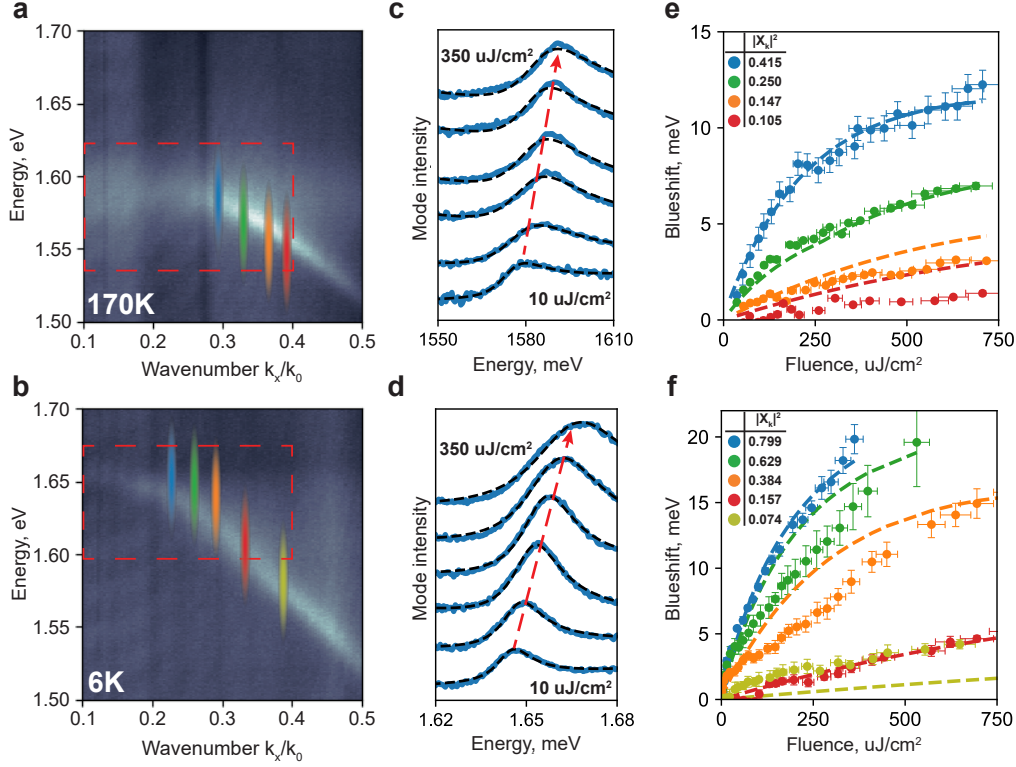 a
1.70
1.65
1.60
1.55
1.50
Energy, eV
170K
0.1 0.2 0.3 0.4 0.5
Wavenumber kx/k0
b
1.70
1.65
1.60
1.55
1.50
Energy, eV
6K
0.1 0.2 0.3 0.4 0.5
Wavenumber kx/k0
c
350 uJ/cm²
10 uJ/cm²
Mode intensity
1550 1580 1610
Energy, meV
d
350 uJ/cm²
10 uJ/cm²
Mode intensity
1.62 1.65 1.68
Energy, meV
e
|Xk|²
0.415
0.250
0.147
0.105
15
10
5
0
Blueshift, meV
0 250 500 750
Fluence, uJ/cm²
f
|Xk|²
0.799
0.629
0.384
0.157
0.074
20
15
10
5
0
Blueshift, meV
0 250 500 750
Fluence, uJ/cm²